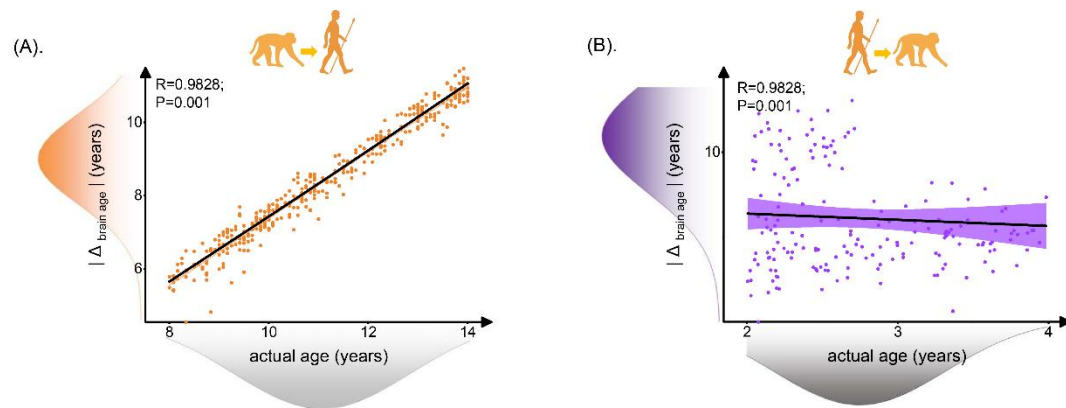 (A).
R=0.9828;
P=0.001
10
8
6
| Δ brain age | (years)
8 10 12 14
actual age (years)
(B).
R=0.9828;
P=0.001
10
| Δ brain age | (years)
2 3 4
actual age (years)